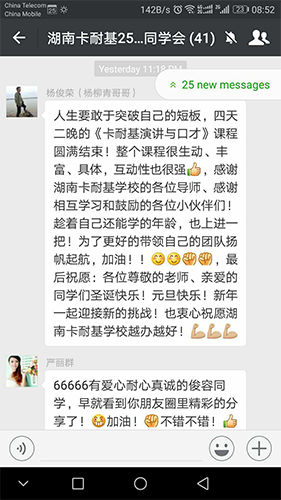 China Telecom
China Mobile
142B/s
08:52
湖南卡耐基25...同学会 (41)
Yesterday 11:18 PM
25 new messages
杨俊荣（杨柳青哥哥）
人生要敢于突破自己的短板，四天
二晚的《卡耐基演讲与口才》课程
圆满结束！整个课程很生动、丰
富、具体，互动性也很强👍，感谢
湖南卡耐基学校的各位导师、感谢
相互学习和鼓励的各位小伙伴们！
趁着自己还能学的年龄，也上进一
把！为了更好的带领自己的团队扬
帆起航，加油！！😊😊✊✊，最
后祝愿：各位尊敬的老师、亲爱的
同学们圣诞快乐！元旦快乐！新年
一起迎接新的挑战！也衷心祝愿湖
南卡耐基学校越办越好！💪💪💪💪
严丽群
66666有爱心耐心真诚的俊容同
学，早就看到你朋友圈里精彩的分
享了！😄加油！✊不错不错！👍